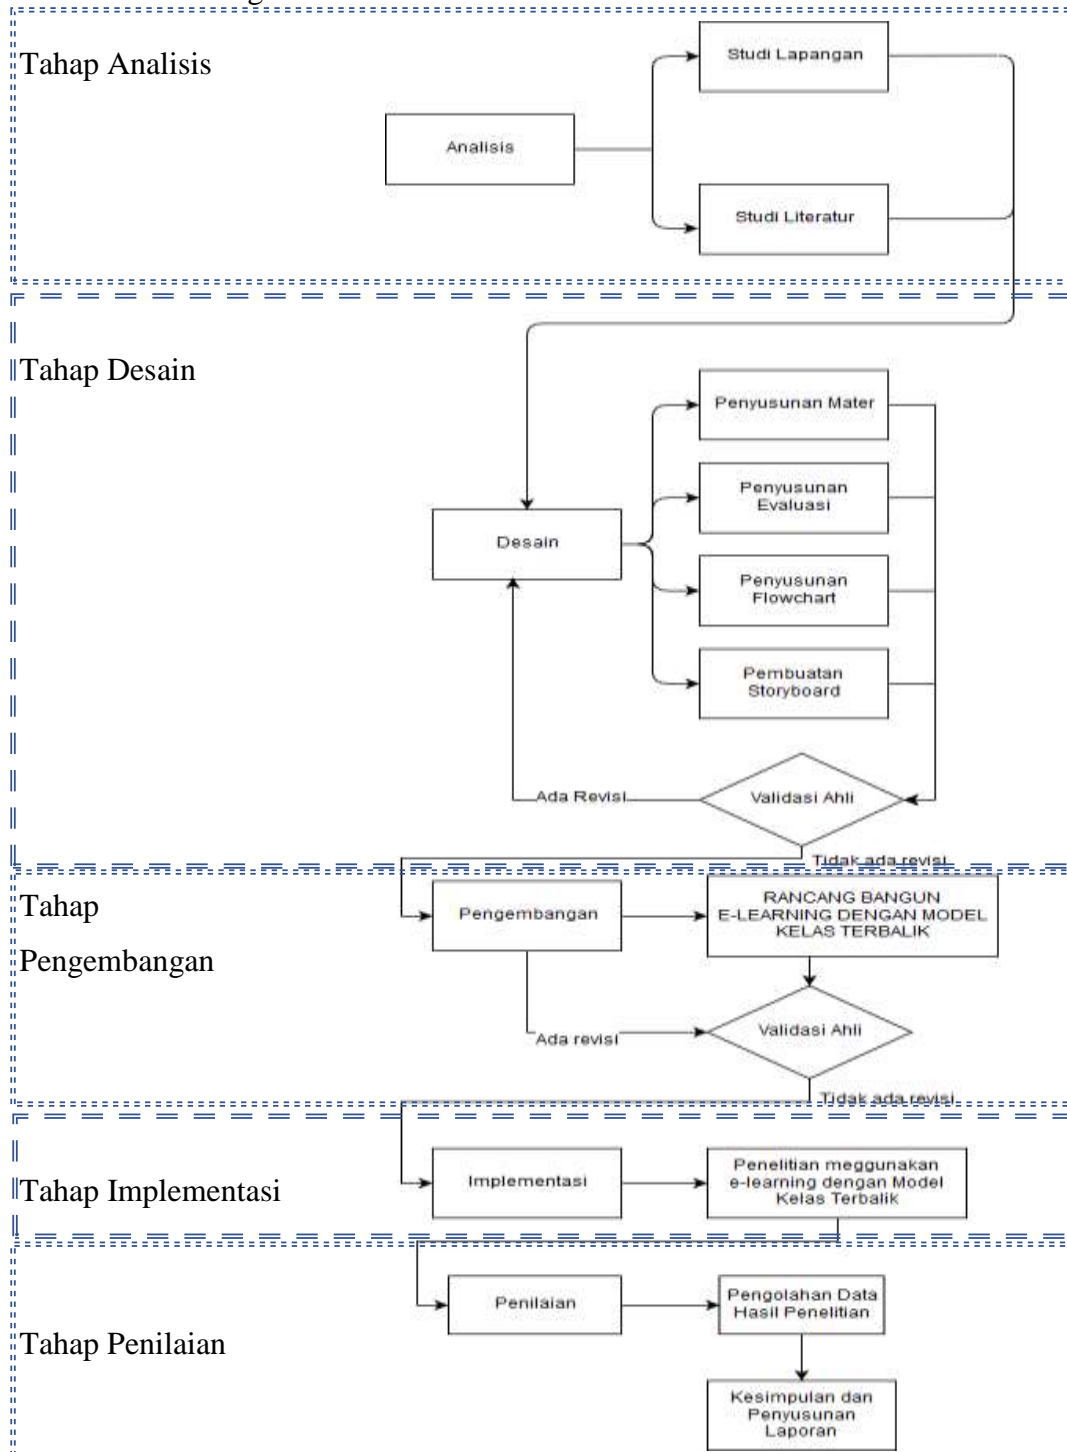 Tahap Analisis
Studi Lapangan
Analisis
Studi Literatur
Tahap Desain
Penyusunan Mater
Penyusunan
Evaluasi
Desain
Penyusunan
Flowchart
Pembuatan
Storyboard
Ada Revisi
Validasi Ahli
Tidak ada revisi
Tahap
Pengembangan
Pengembangan
RANCANG BANGUN
E-LEARNING DENGAN MODEL
KELAS TERBALIK
Ada revisi
Validasi Ahli
Tidak ada revisi
Tahap Implementasi
Implementasi
Penelitian meggunakan
e-learning dengan Model
Kelas Terbalik
Tahap Penilaian
Penilaian
Pengolahan Data
Hasil Penelitian
Kesimpulan dan
Penyusunan
Laporan